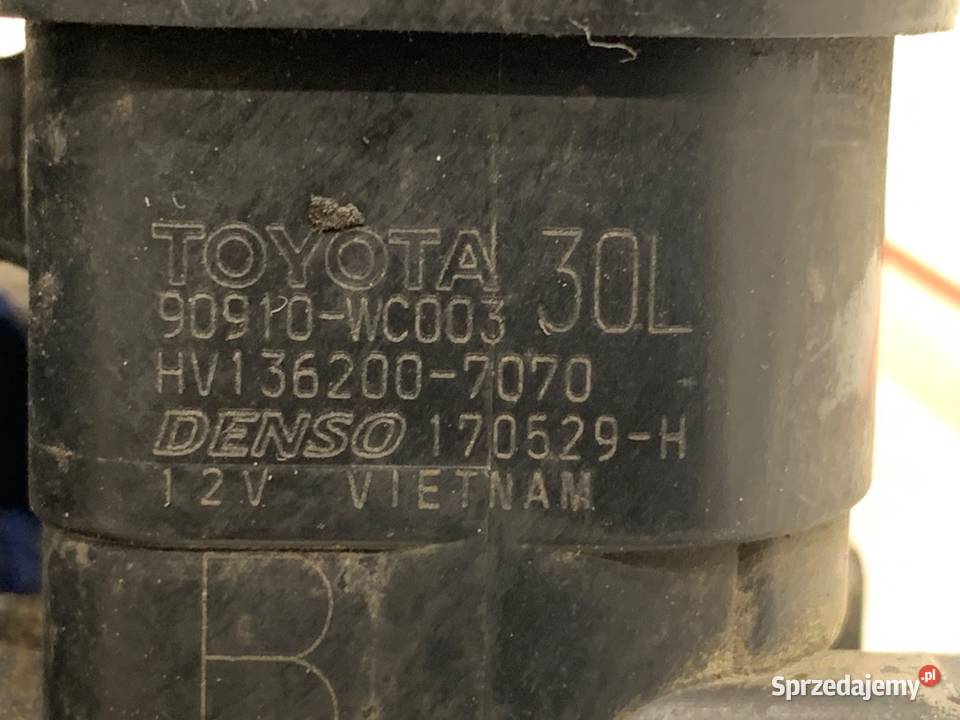 TOYOTA 30L
90910-WC003
HV136200-7070
DENSO 170529-H
12V VIETNAM
B
Sprzedajemy.pl